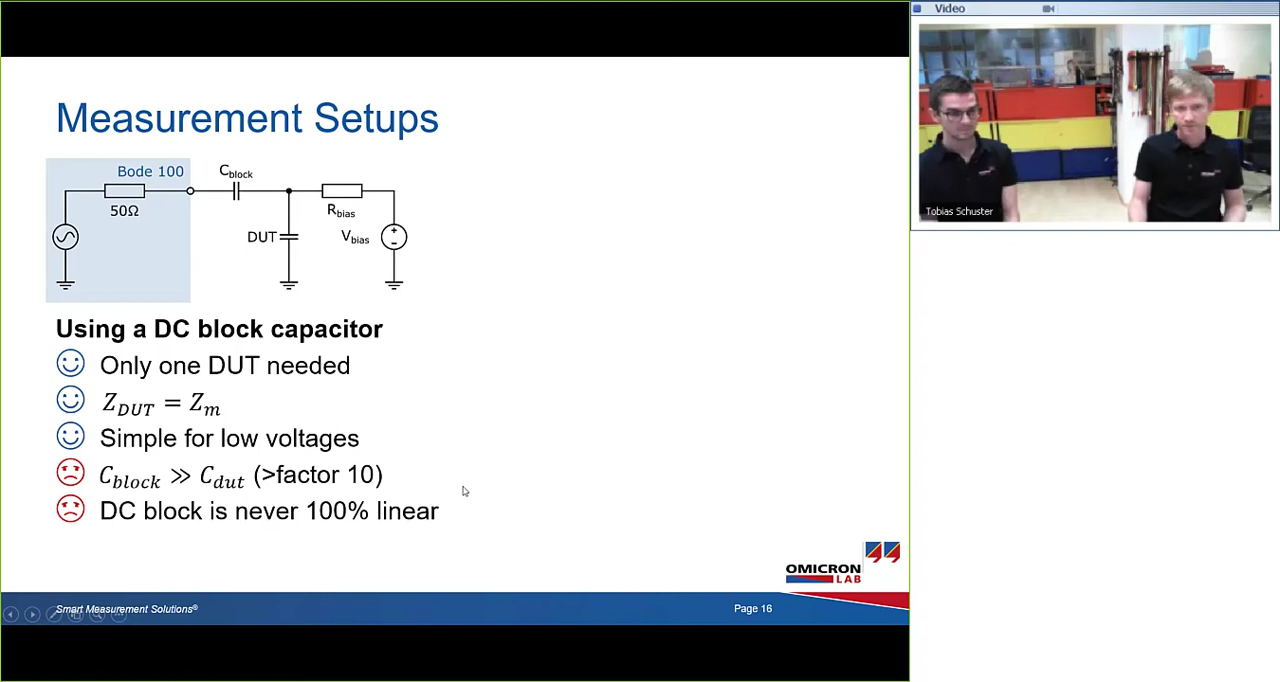 Video
Measurement Setups
Bode 100
C_block
50Ω
R_bias
DUT
V_bias
+
-
Tobias Schuster
Using a DC block capacitor
Only one DUT needed
Z_DUT = Z_m
Simple for low voltages
C_block ≫ C_dut (>factor 10)
DC block is never 100% linear
OMICRON
LAB
Smart Measurement Solutions®
Page 16